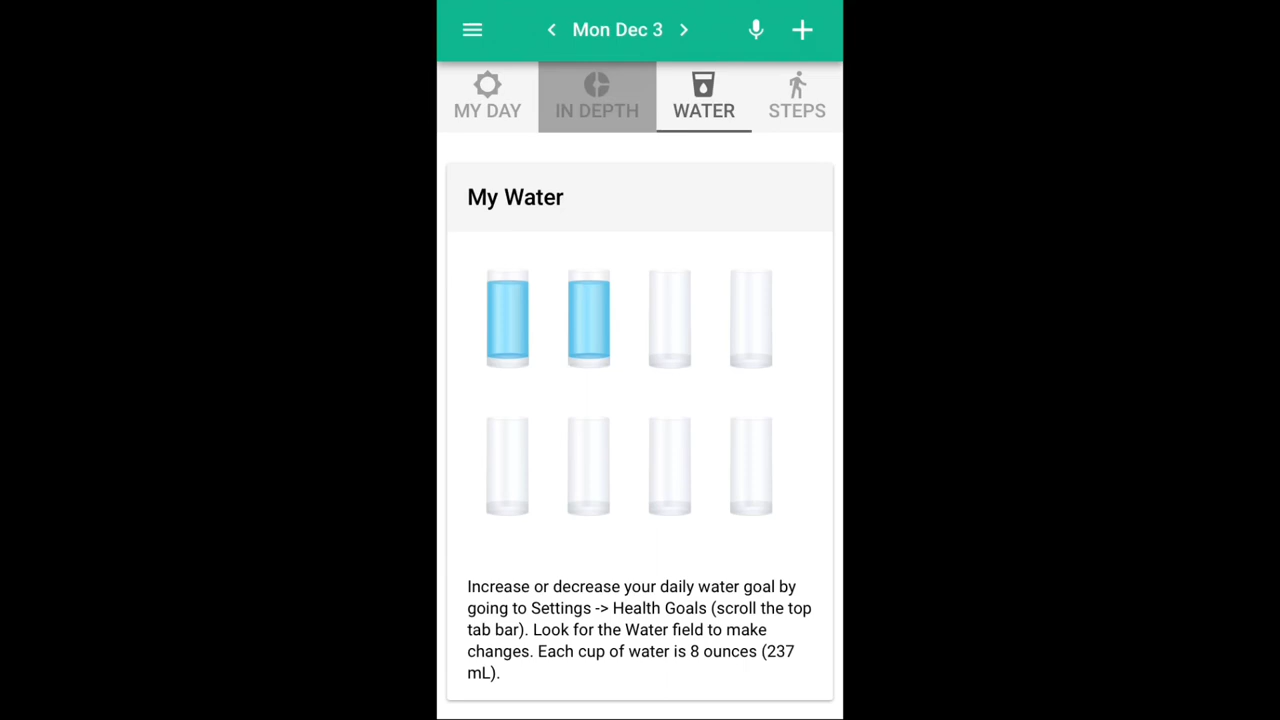 Mon Dec 3
MY DAY IN DEPTH WATER STEPS
My Water
Increase or decrease your daily water goal by
going to Settings -> Health Goals (scroll the top
tab bar). Look for the Water field to make
changes. Each cup of water is 8 ounces (237
mL).